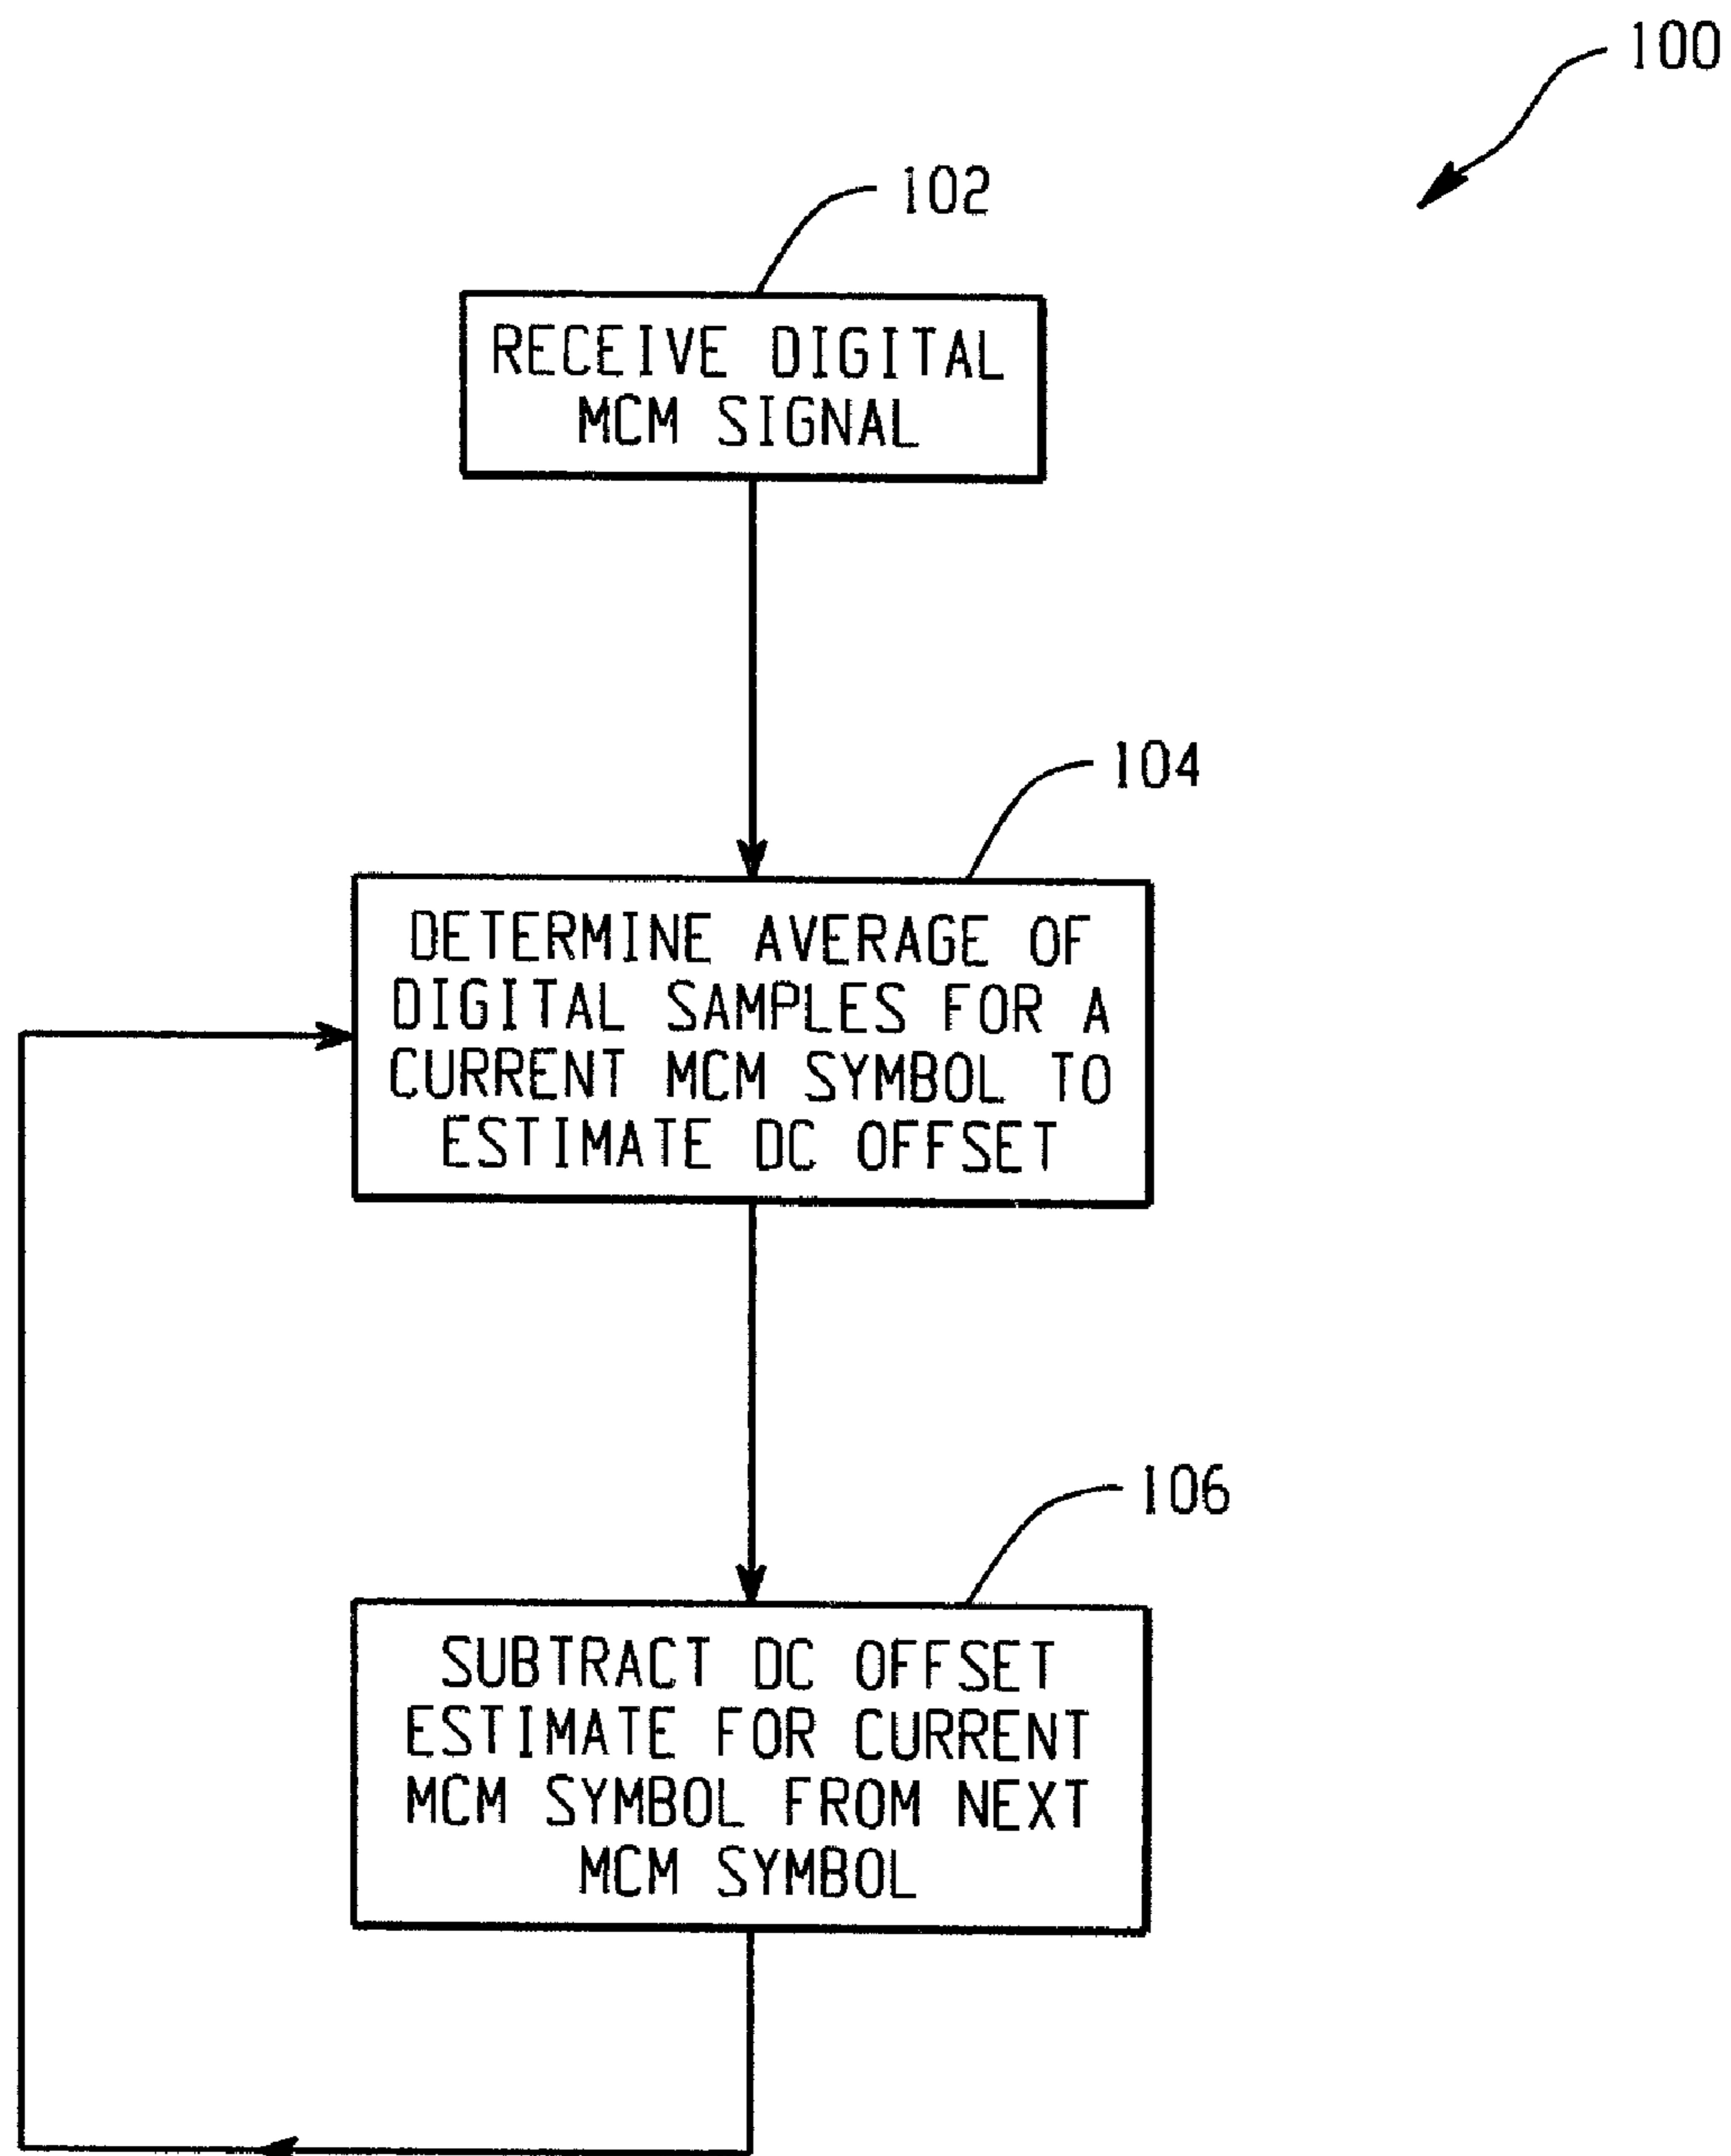 100
102
RECEIVE DIGITAL
MCM SIGNAL
104
DETERMINE AVERAGE OF
DIGITAL SAMPLES FOR A
CURRENT MCM SYMBOL TO
ESTIMATE DC OFFSET
106
SUBTRACT DC OFFSET
ESTIMATE FOR CURRENT
MCM SYMBOL FROM NEXT
MCM SYMBOL